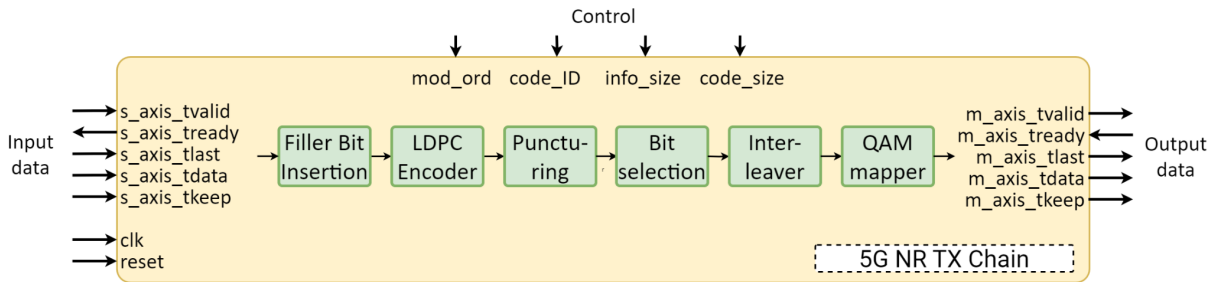 Control
mod_ord code_ID info_size code_size
Input
data
s_axis_tvalid
s_axis_tready
s_axis_tlast
s_axis_tdata
s_axis_tkeep
clk
reset
Filler Bit
Insertion
LDPC
Encoder
Punctu-
ring
Bit
selection
Inter-
leaver
QAM
mapper
m_axis_tvalid
m_axis_tready
m_axis_tlast
m_axis_tdata
m_axis_tkeep
Output
data
5G NR TX Chain